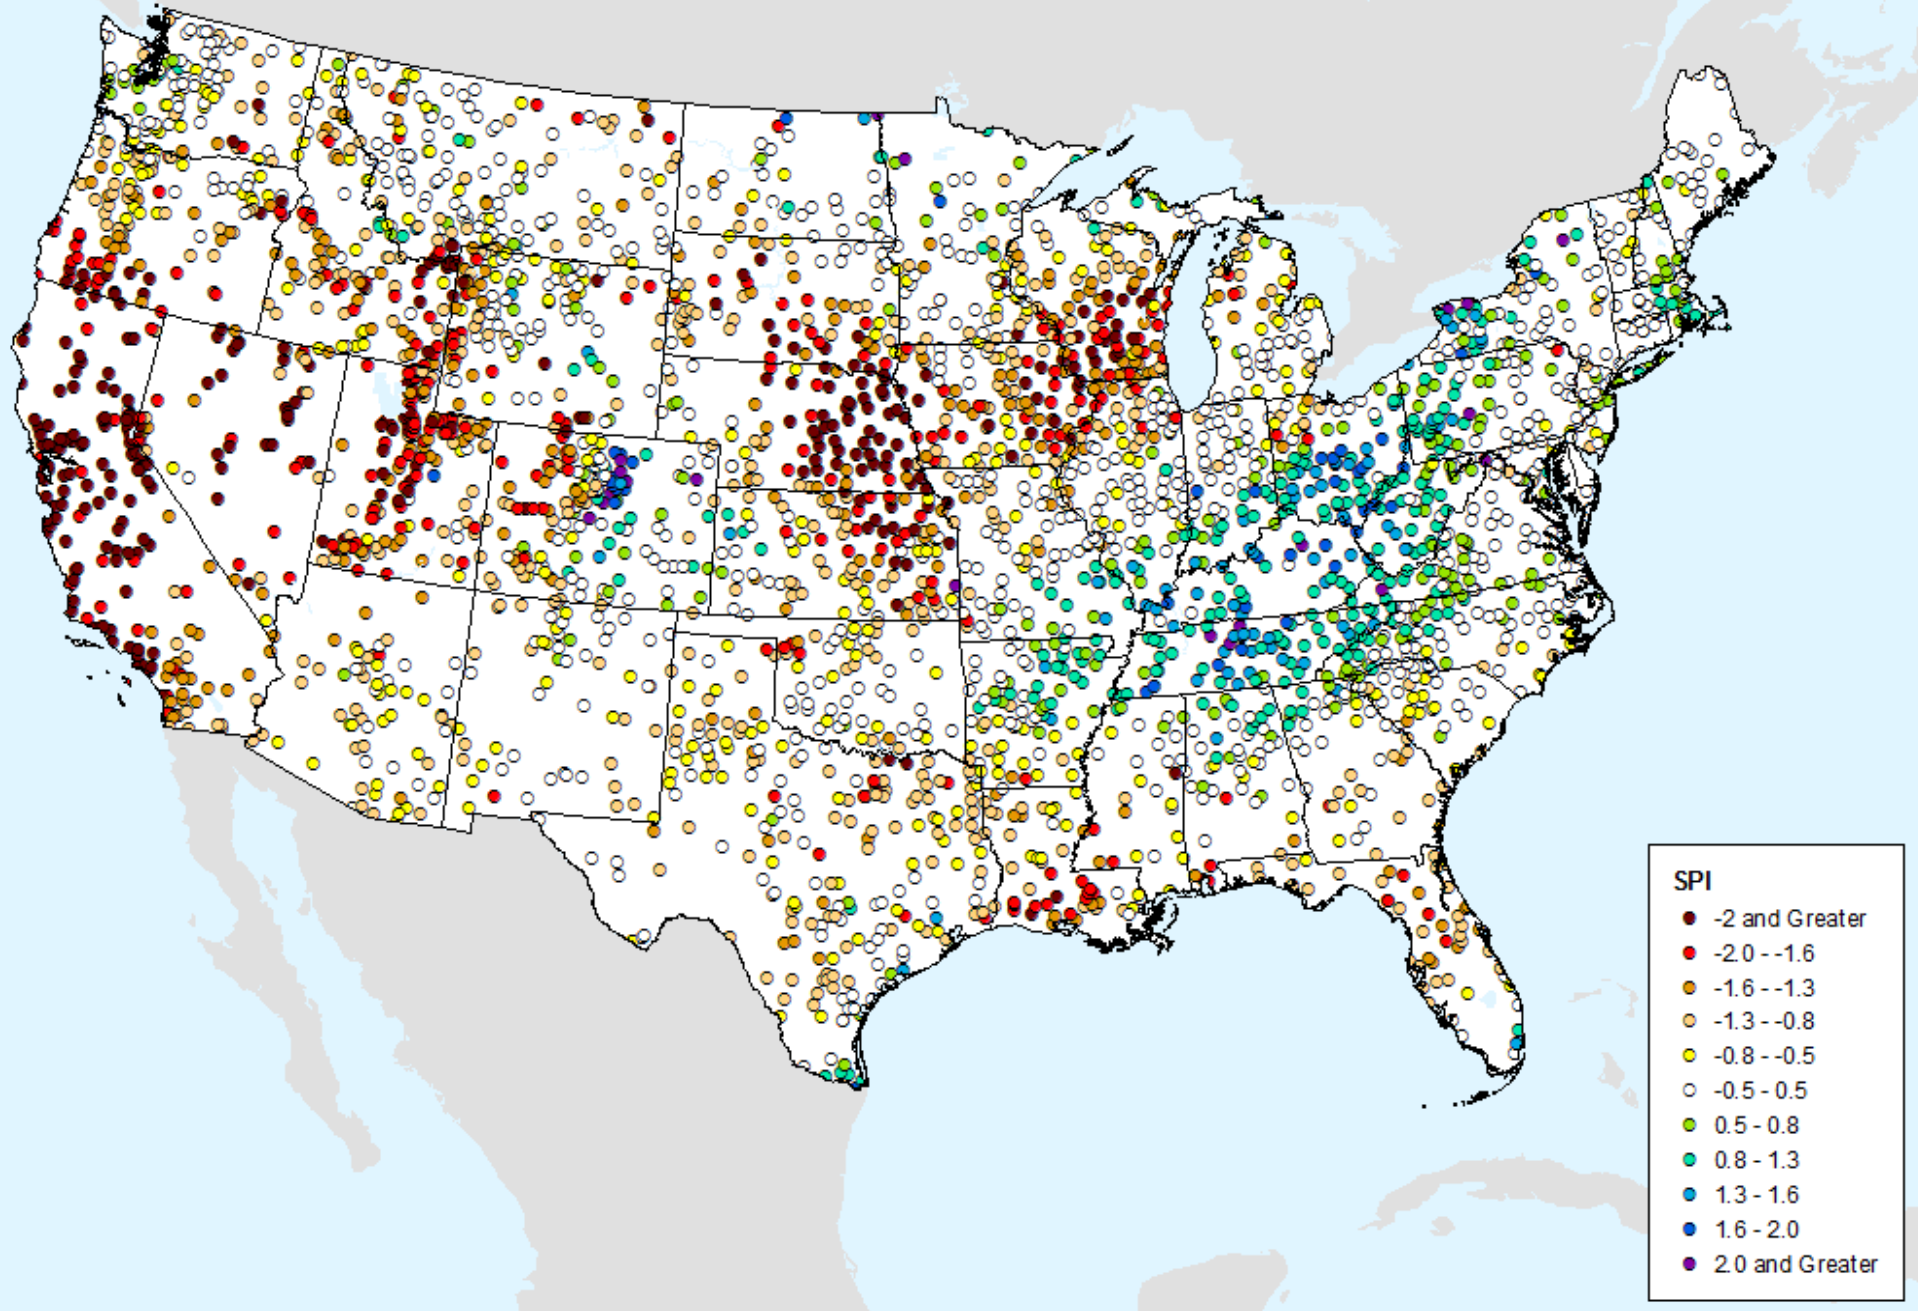 SPI
-2 and Greater
-2.0 - -1.6
-1.6 - -1.3
-1.3 - -0.8
-0.8 - -0.5
-0.5 - 0.5
0.5 - 0.8
0.8 - 1.3
1.3 - 1.6
1.6 - 2.0
2.0 and Greater